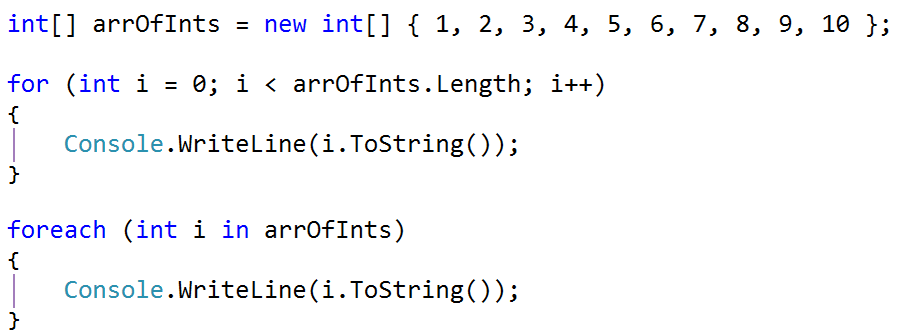 int[] arrOfInts = new int[] { 1, 2, 3, 4, 5, 6, 7, 8, 9, 10 };
for (int i = 0; i < arrOfInts.Length; i++)
{
    Console.WriteLine(i.ToString());
}
foreach (int i in arrOfInts)
{
    Console.WriteLine(i.ToString());
}